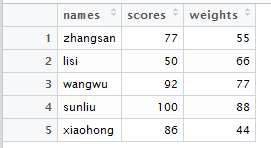 names scores weights
1 zhangsan 77 55
2 lisi 50 66
3 wangwu 92 77
4 sunliu 100 88
5 xiaohong 86 44